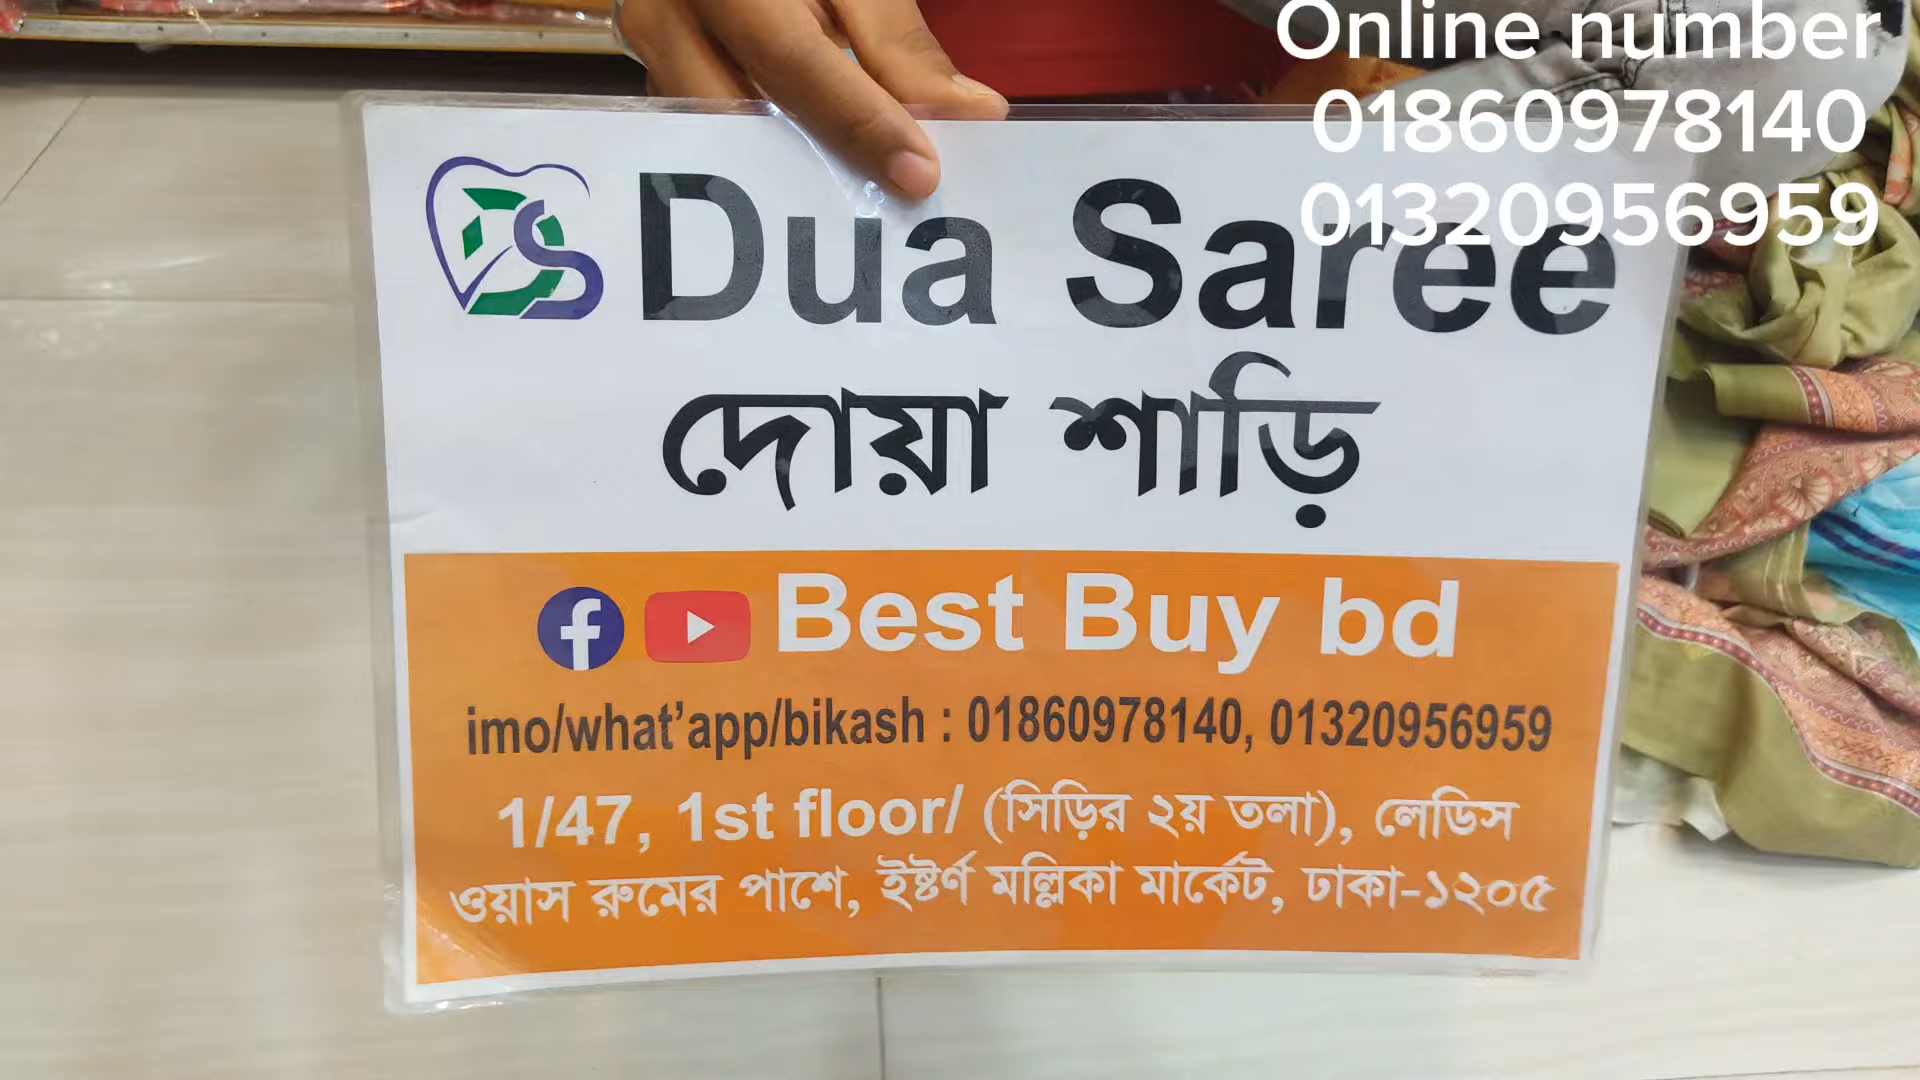 Online number
01860978140
01320956959
DS Dua Saree
দোয়া শাড়ি
Best Buy bd
imo/what'app/bikash : 01860978140, 01320956959
1/47, 1st floor/ (সিড়ির ২য় তলা), লেডিস
ওয়াস রুমের পাশে, ইষ্টর্ণ মল্লিকা মার্কেট, ঢাকা-১২০৫